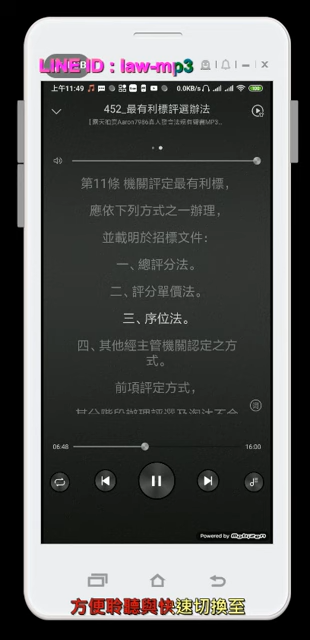 LINE ID：law-mp3
上午11:49
0.0KB/s
452_最有利標評選辦法
第11條 機關評定最有利標，
應依下列方式之一辦理，
並載明於招標文件：
一、總評分法。
二、評分單價法。
三、序位法。
四、其他經主管機關認定之方
式。
前項評定方式，
詞
06:48
16:00
Powered by
方便聆聽與快速切換至